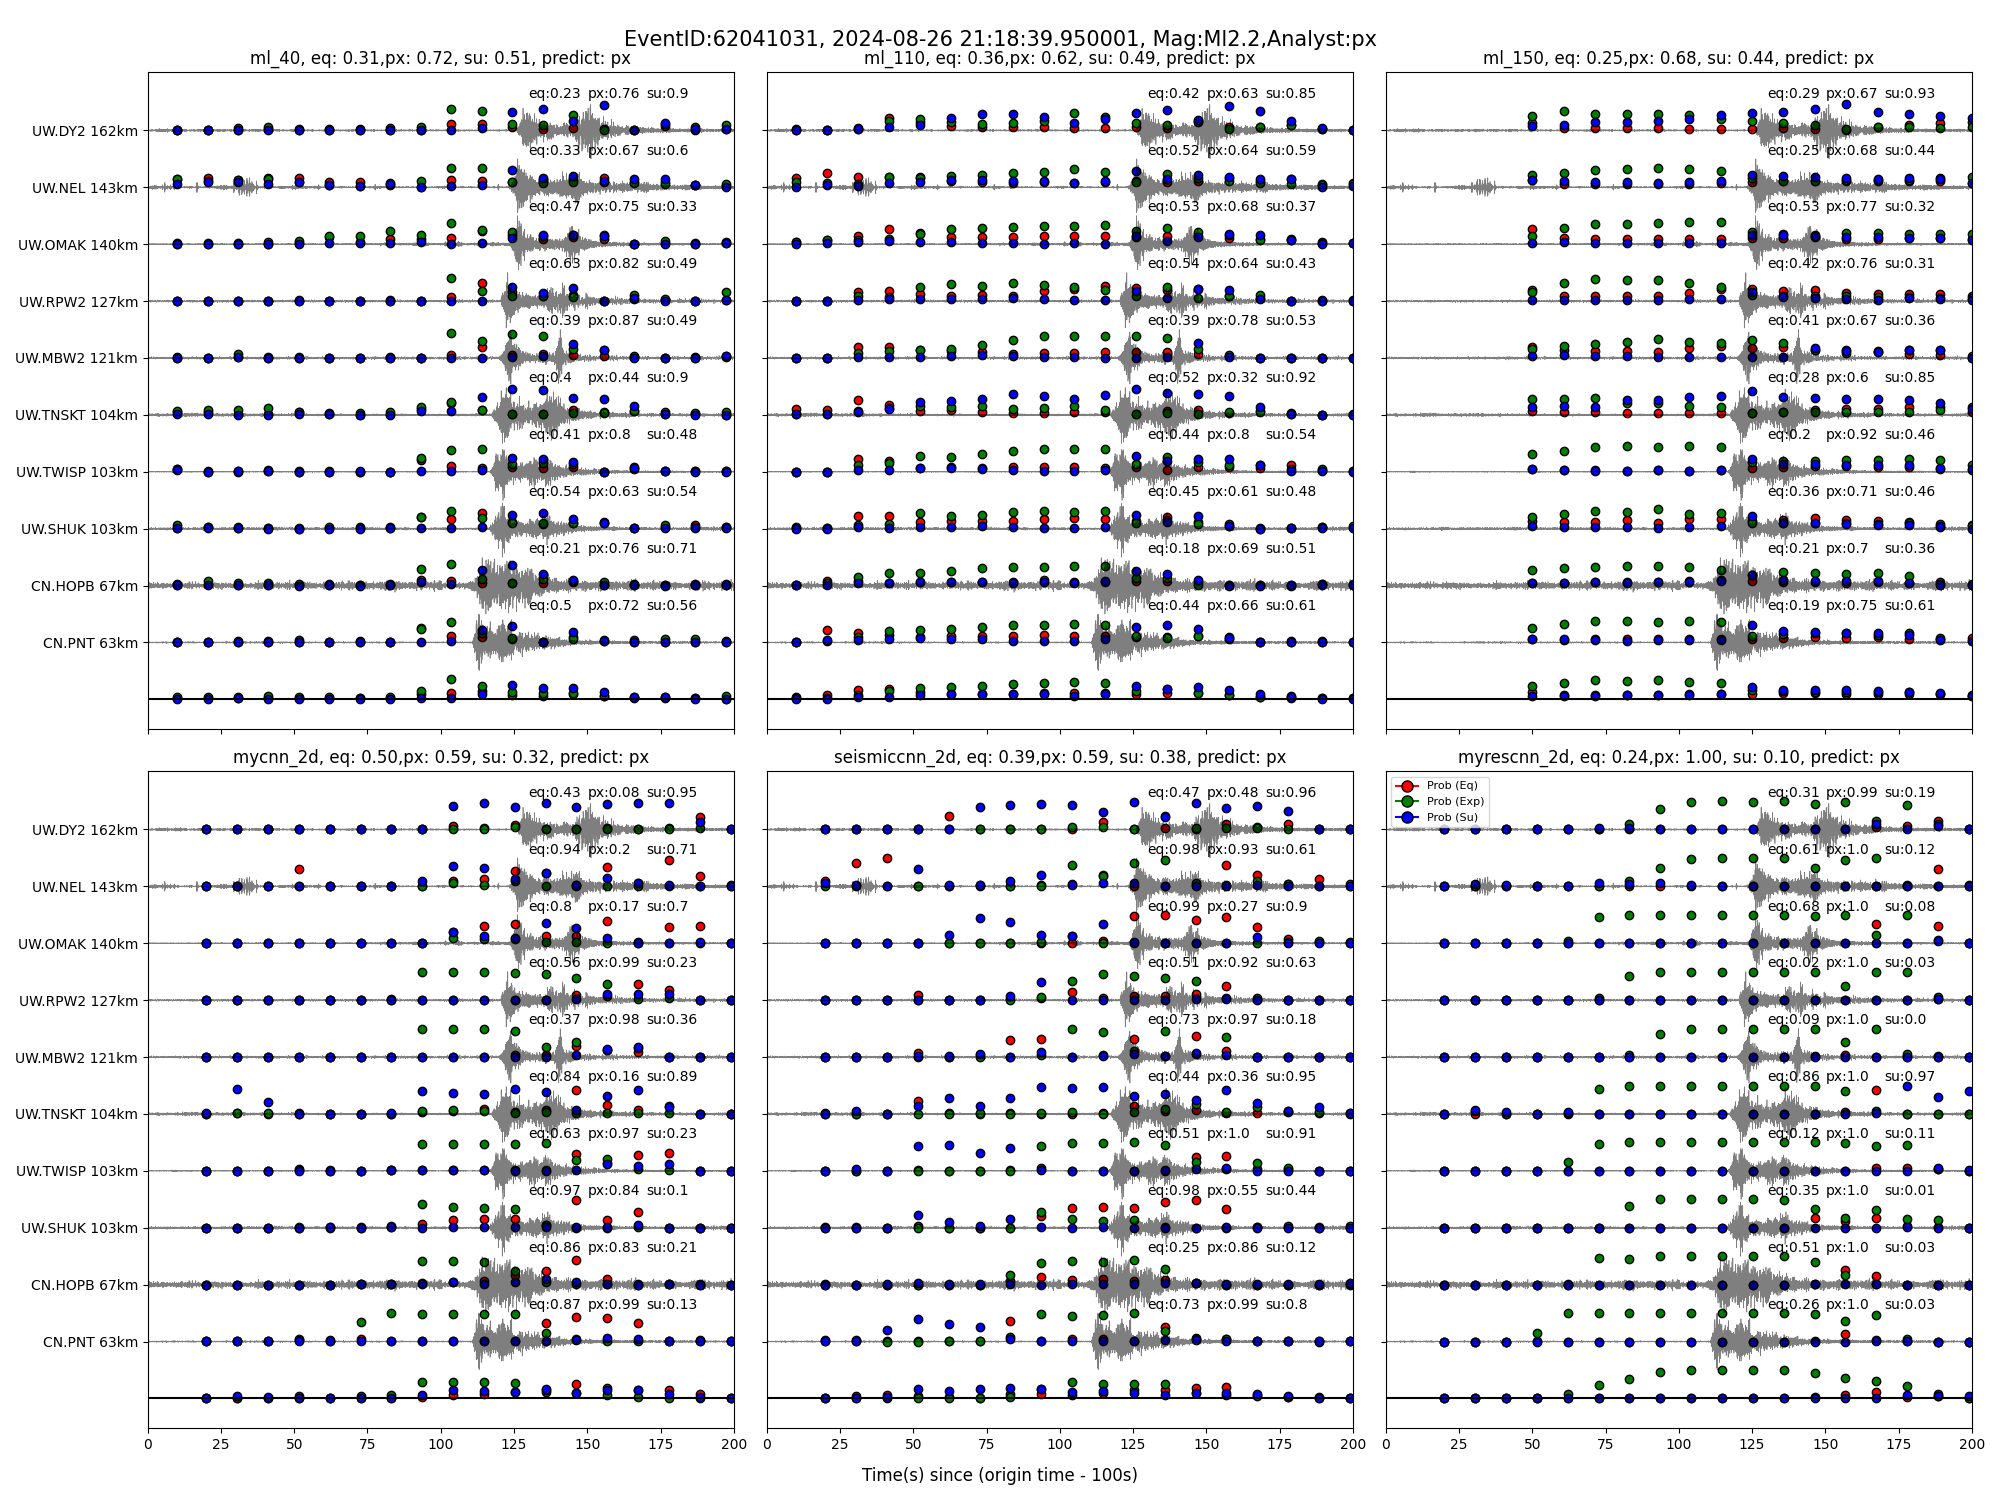 EventID:62041031, 2024-08-26 21:18:39.950001, Mag:Ml2.2,Analyst:px
ml_40, eq: 0.31,px: 0.72, su: 0.51, predict: px
UW.DY2 162km
eq:0.23 px:0.76 su:0.9
UW.NEL 143km
eq:0.33 px:0.67 su:0.6
UW.OMAK 140km
eq:0.47 px:0.75 su:0.33
UW.RPW2 127km
eq:0.63 px:0.82 su:0.49
UW.MBW2 121km
eq:0.39 px:0.87 su:0.49
UW.TNSKT 104km
eq:0.4 px:0.44 su:0.9
UW.TWISP 103km
eq:0.41 px:0.8 su:0.48
UW.SHUK 103km
eq:0.54 px:0.63 su:0.54
CN.HOPB 67km
eq:0.21 px:0.76 su:0.71
CN.PNT 63km
eq:0.5 px:0.72 su:0.56
ml_110, eq: 0.36,px: 0.62, su: 0.49, predict: px
eq:0.42 px:0.63 su:0.85
eq:0.52 px:0.64 su:0.59
eq:0.53 px:0.68 su:0.37
eq:0.54 px:0.64 su:0.43
eq:0.39 px:0.78 su:0.53
eq:0.52 px:0.32 su:0.92
eq:0.44 px:0.8 su:0.54
eq:0.45 px:0.61 su:0.48
eq:0.18 px:0.69 su:0.51
eq:0.44 px:0.66 su:0.61
ml_150, eq: 0.25,px: 0.68, su: 0.44, predict: px
eq:0.29 px:0.67 su:0.93
eq:0.25 px:0.68 su:0.44
eq:0.53 px:0.77 su:0.32
eq:0.42 px:0.76 su:0.31
eq:0.41 px:0.67 su:0.36
eq:0.28 px:0.6 su:0.85
eq:0.2 px:0.92 su:0.46
eq:0.36 px:0.71 su:0.46
eq:0.21 px:0.7 su:0.36
eq:0.19 px:0.75 su:0.61
mycnn_2d, eq: 0.50,px: 0.59, su: 0.32, predict: px
UW.DY2 162km
eq:0.43 px:0.08 su:0.95
UW.NEL 143km
eq:0.94 px:0.2 su:0.71
UW.OMAK 140km
eq:0.8 px:0.17 su:0.7
UW.RPW2 127km
eq:0.56 px:0.99 su:0.23
UW.MBW2 121km
eq:0.37 px:0.98 su:0.36
UW.TNSKT 104km
eq:0.84 px:0.16 su:0.89
UW.TWISP 103km
eq:0.63 px:0.97 su:0.23
UW.SHUK 103km
eq:0.97 px:0.84 su:0.1
CN.HOPB 67km
eq:0.86 px:0.83 su:0.21
CN.PNT 63km
eq:0.87 px:0.99 su:0.13
0 25 50 75 100 125 150 175 200
seismiccnn_2d, eq: 0.39,px: 0.59, su: 0.38, predict: px
eq:0.47 px:0.48 su:0.96
eq:0.98 px:0.93 su:0.61
eq:0.99 px:0.27 su:0.9
eq:0.51 px:0.92 su:0.63
eq:0.73 px:0.97 su:0.18
eq:0.44 px:0.36 su:0.95
eq:0.51 px:1.0 su:0.91
eq:0.98 px:0.55 su:0.44
eq:0.25 px:0.86 su:0.12
eq:0.73 px:0.99 su:0.8
0 25 50 75 100 125 150 175 200
myrescnn_2d, eq: 0.24,px: 1.00, su: 0.10, predict: px
Prob (Eq)
Prob (Exp)
Prob (Su)
eq:0.31 px:0.99 su:0.19
eq:0.61 px:1.0 su:0.12
eq:0.68 px:1.0 su:0.08
eq:0.02 px:1.0 su:0.03
eq:0.09 px:1.0 su:0.0
eq:0.86 px:1.0 su:0.97
eq:0.12 px:1.0 su:0.11
eq:0.35 px:1.0 su:0.01
eq:0.51 px:1.0 su:0.03
eq:0.26 px:1.0 su:0.03
0 25 50 75 100 125 150 175 200
Time(s) since (origin time - 100s)